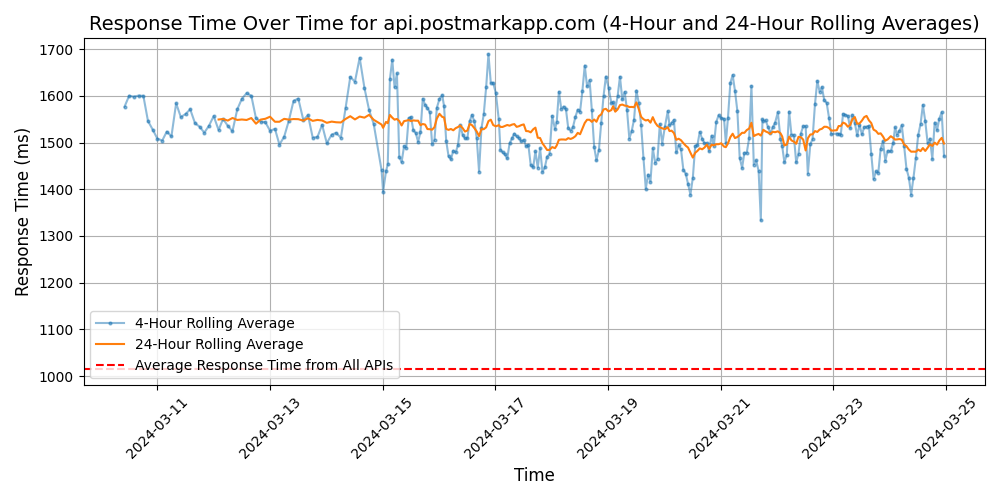 Response Time Over Time for api.postmarkapp.com (4-Hour and 24-Hour Rolling Averages)
Response Time (ms)
1700
1600
1500
1400
1300
1200
1100
1000
4-Hour Rolling Average
24-Hour Rolling Average
Average Response Time from All APIs
2024-03-11
2024-03-13
2024-03-15
2024-03-17
2024-03-19
2024-03-21
2024-03-23
2024-03-25
Time